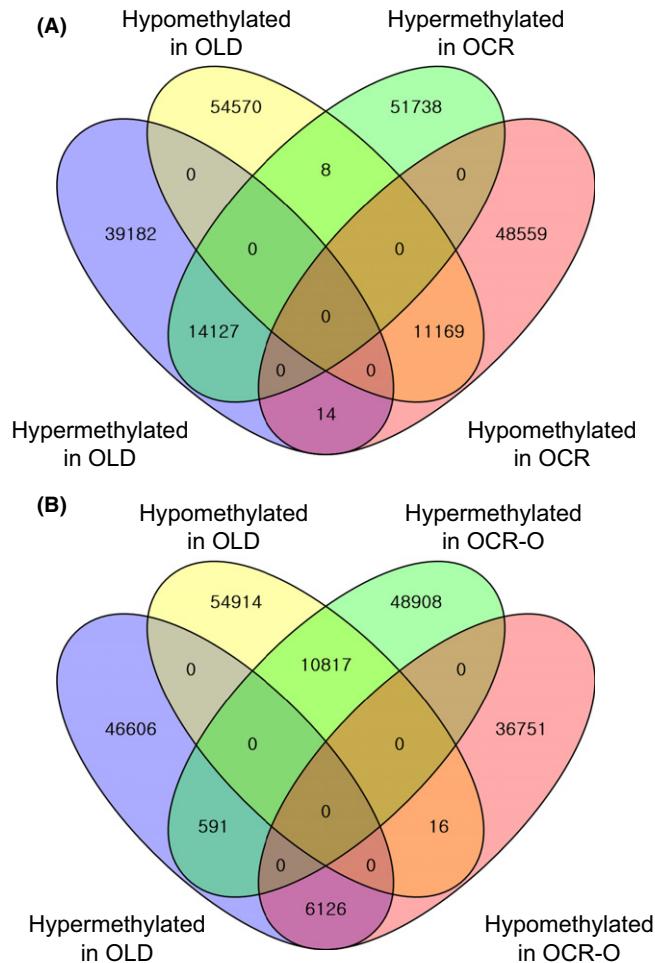 (A)
Hypomethylated
in OLD
Hypermethylated
in OCR
54570
51738
0
8
0
39182
48559
0
0
0
14127
11169
0
0
14
Hypermethylated
in OLD
Hypomethylated
in OCR
(B)
Hypomethylated
in OLD
Hypermethylated
in OCR-O
54914
48908
0
10817
0
46606
36751
0
0
0
591
16
0
0
6126
Hypermethylated
in OLD
Hypomethylated
in OCR-O